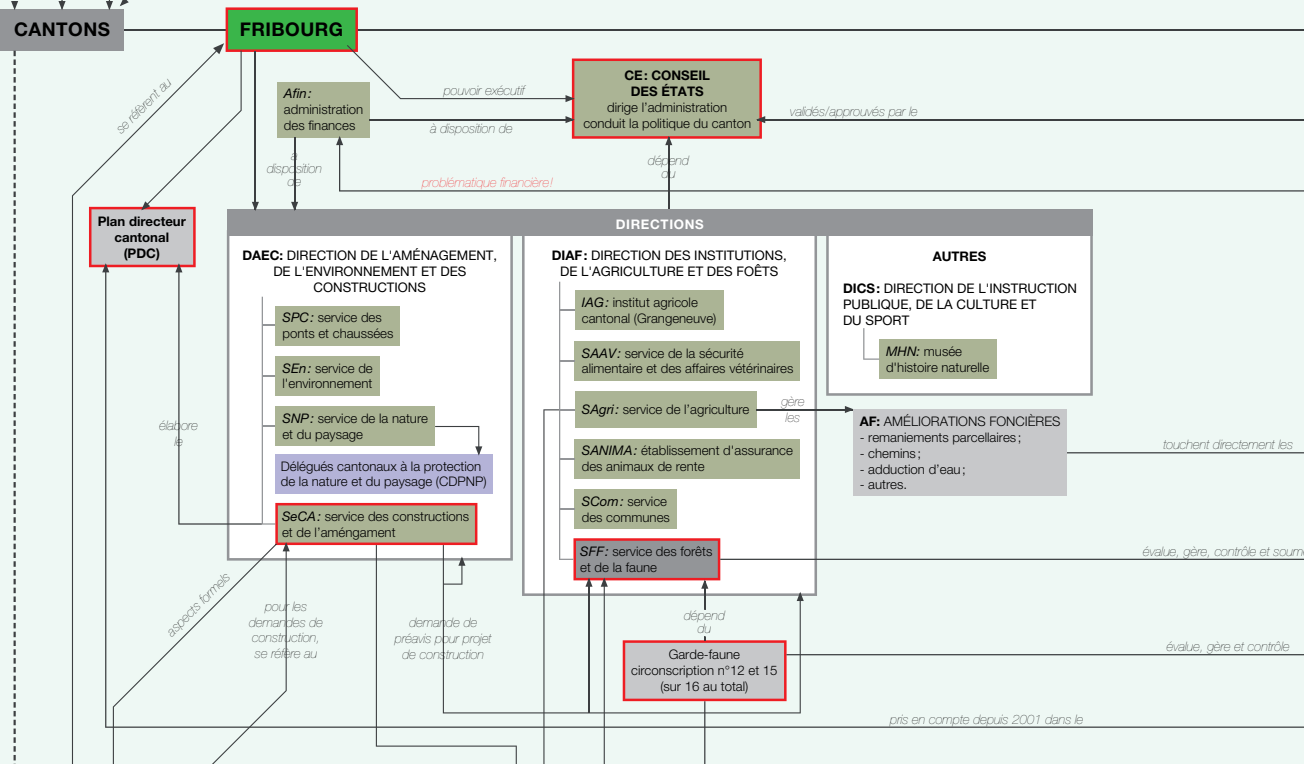 CANTONS
FRIBOURG
se réfèrent au
Afin:
administration
des finances
pouvoir exécutif
à disposition de
CE: CONSEIL
DES ÉTATS
dirige l'administration
conduit la politique du canton
validés/approuvés par le
à
disposition
de
dépend
du
problématique financière!
Plan directeur
cantonal
(PDC)
DIRECTIONS
DAEC: DIRECTION DE L'AMÉNAGEMENT,
DE L'ENVIRONNEMENT ET DES
CONSTRUCTIONS
SPC: service des
ponts et chaussées
SEn: service de
l'environnement
SNP: service de la nature
et du paysage
Délégués cantonaux à la protection
de la nature et du paysage (CDPNP)
SeCA: service des constructions
et de l'améngament
élabore
le
DIAF: DIRECTION DES INSTITUTIONS,
DE L'AGRICULTURE ET DES FOÊTS
IAG: institut agricole
cantonal (Grangeneuve)
SAAV: service de la sécurité
alimentaire et des affaires vétérinaires
SAgri: service de l'agriculture
SANIMA: établissement d'assurance
des animaux de rente
SCom: service
des communes
SFF: service des forêts
et de la faune
AUTRES
DICS: DIRECTION DE L'INSTRUCTION
PUBLIQUE, DE LA CULTURE ET
DU SPORT
MHN: musée
d'histoire naturelle
gère
les
AF: AMÉLIORATIONS FONCIÈRES
- remaniements parcellaires;
- chemins;
- adduction d'eau;
- autres.
touchent directement les
évalue, gère, contrôle et soume
aspects formels
pour les
demandes de
construction,
se réfère au
demande de
préavis pour projet
de construction
dépend
du
Garde-faune
circonscription n°12 et 15
(sur 16 au total)
évalue, gère et contrôle
pris en compte depuis 2001 dans le